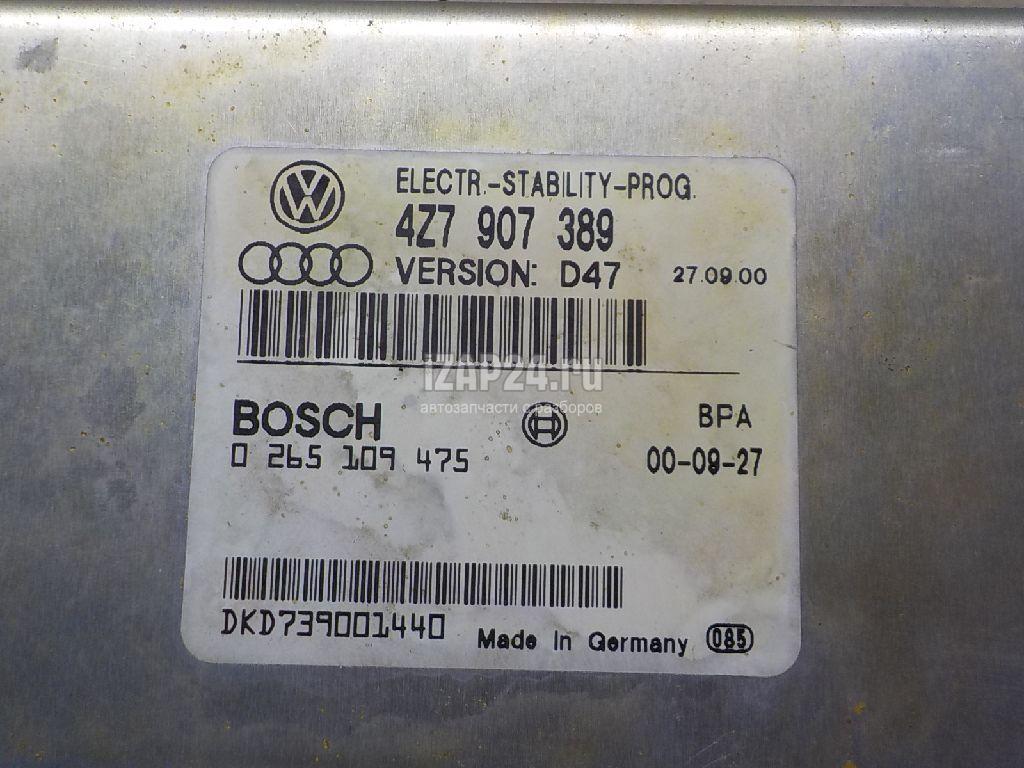 ELECTR.-STABILITY-PROG.
4Z7 907 389
VERSION: D47 27.09.00
iZAP24.ru
автозапчасти с разборов
BOSCH BPA
0 265 109 475 00-09-27
DKD739001440
Made In Germany 085